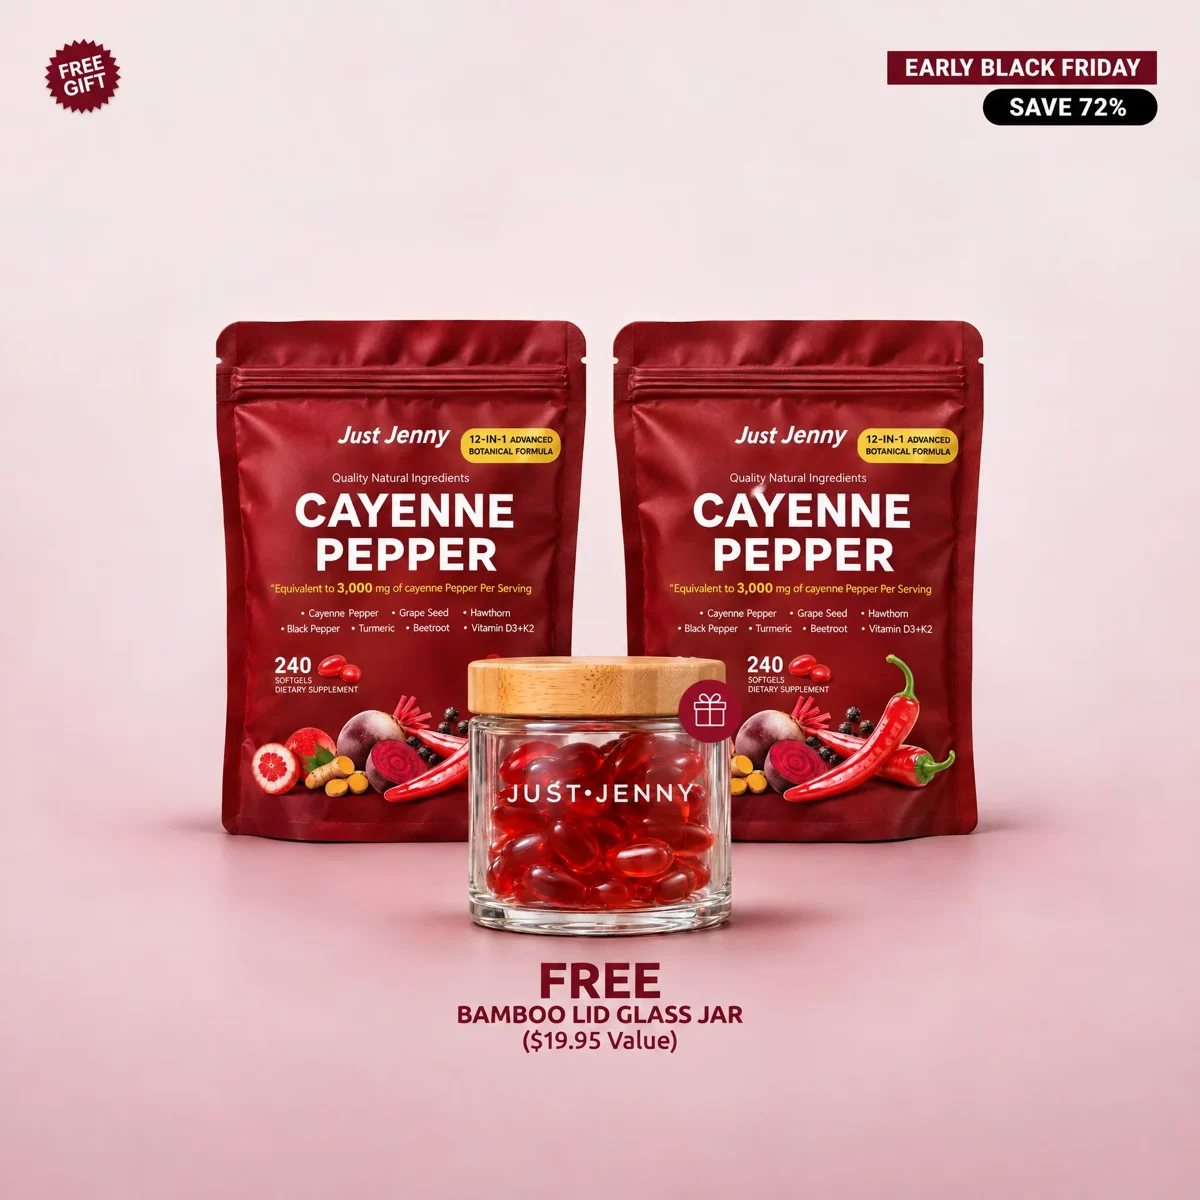 FREE
GIFT
EARLY BLACK FRIDAY
SAVE 72%
Just Jenny
12-IN-1 ADVANCED
BOTANICAL FORMULA
Quality Natural Ingredients
CAYENNE
PEPPER
*Equivalent to 3,000 mg of cayenne Pepper Per Serving
• Cayenne Pepper • Grape Seed • Hawthorn
• Black Pepper • Turmeric • Beetroot • Vitamin D3+K2
240
SOFTGELS
DIETARY SUPPLEMENT
Just Jenny
12-IN-1 ADVANCED
BOTANICAL FORMULA
Quality Natural Ingredients
CAYENNE
PEPPER
*Equivalent to 3,000 mg of cayenne Pepper Per Serving
• Cayenne Pepper • Grape Seed • Hawthorn
• Black Pepper • Turmeric • Beetroot • Vitamin D3+K2
240
SOFTGELS
DIETARY SUPPLEMENT
JUST•JENNY
FREE
BAMBOO LID GLASS JAR
($19.95 Value)